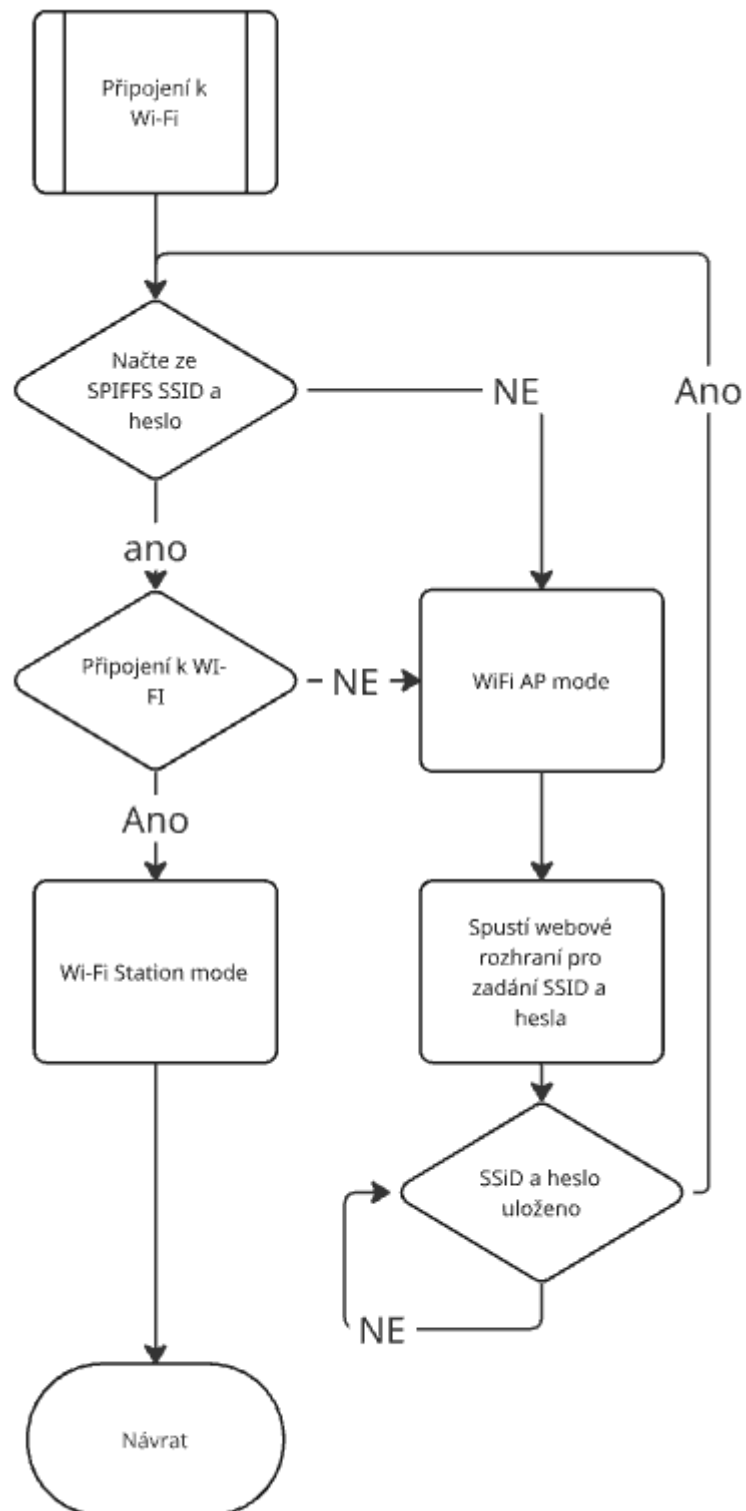 Připojení k
Wi-Fi
Načte ze
SPIFFS SSID a
heslo
NE
Ano
ano
Připojení k WI-
FI
NE
WiFi AP mode
Ano
Wi-Fi Station mode
Spustí webové
rozhraní pro
zadání SSID a
hesla
SSiD a heslo
uloženo
NE
Návrat